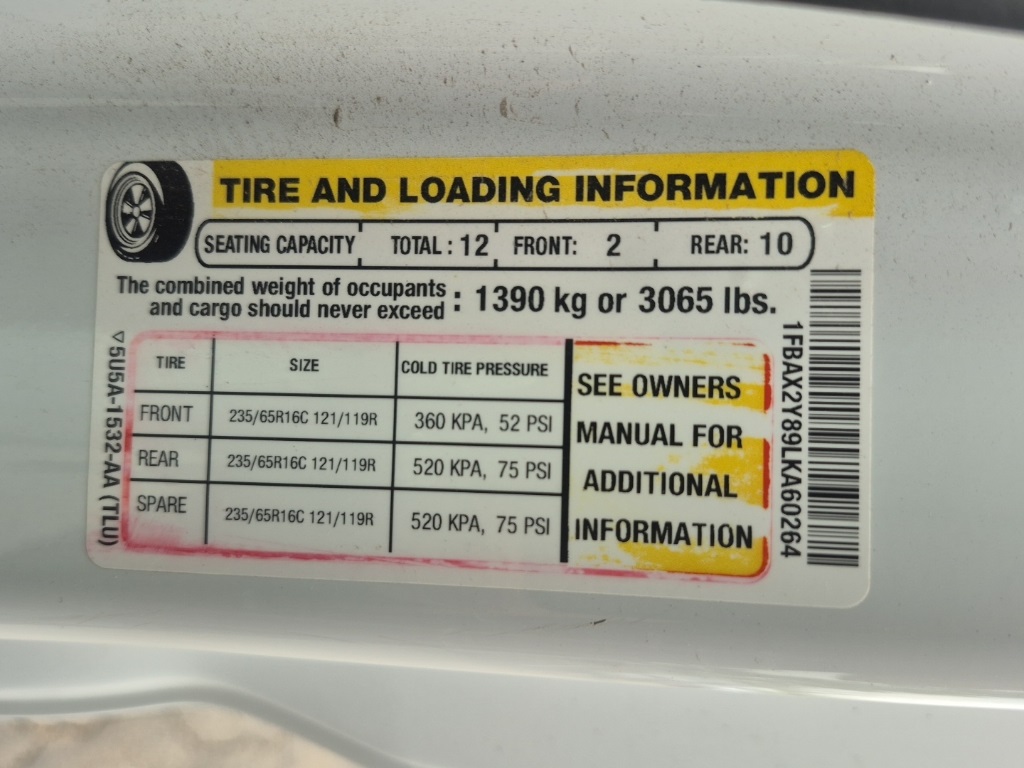 TIRE AND LOADING INFORMATION
SEATING CAPACITY TOTAL : 12 FRONT: 2 REAR: 10
The combined weight of occupants
and cargo should never exceed : 1390 kg or 3065 lbs.
TIRE SIZE COLD TIRE PRESSURE
FRONT 235/65R16C 121/119R 360 KPA, 52 PSI
REAR 235/65R16C 121/119R 520 KPA, 75 PSI
SPARE 235/65R16C 121/119R 520 KPA, 75 PSI
SEE OWNERS
MANUAL FOR
ADDITIONAL
INFORMATION
1FBAX2Y89LKA60264
5U5A-1532-AA (TLU)